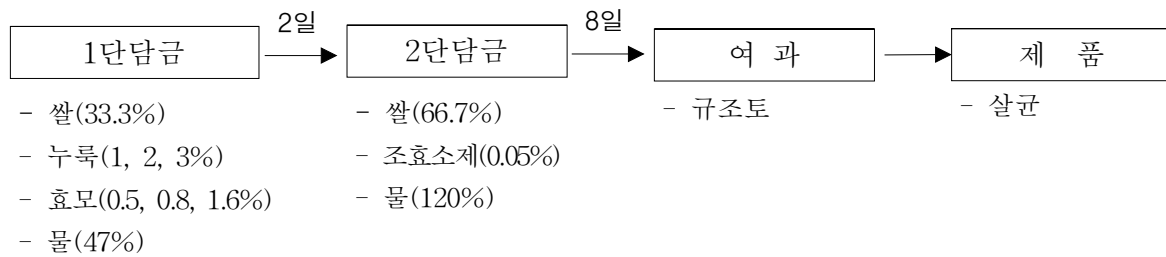 2일
8일
1단담금
2단담금
여 과
제 품
- 쌀(33.3%)
- 누룩(1, 2, 3%)
- 효모(0.5, 0.8, 1.6%)
- 물(47%)
- 쌀(66.7%)
- 조효소제(0.05%)
- 물(120%)
- 규조토
- 살균